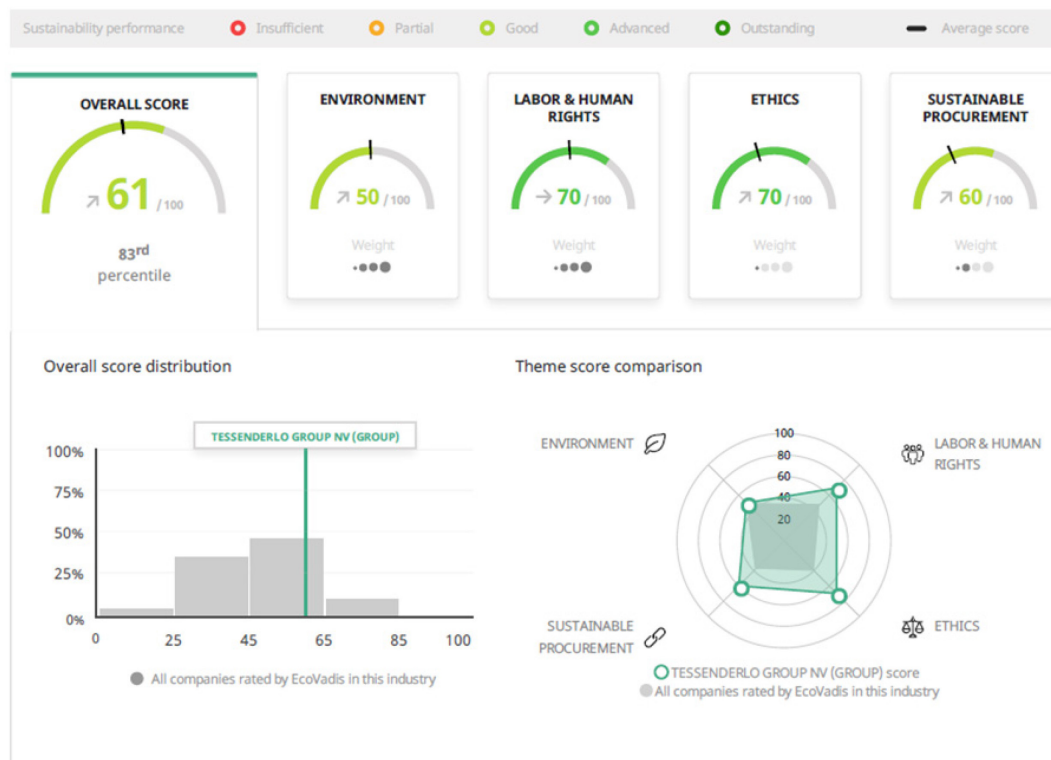 Sustainability performance Insufficient Partial Good Advanced Outstanding Average score
OVERALL SCORE
61 / 100
83rd
percentile
ENVIRONMENT
50 / 100
Weight
LABOR & HUMAN
RIGHTS
70 / 100
Weight
ETHICS
70 / 100
Weight
SUSTAINABLE
PROCUREMENT
60 / 100
Weight
Overall score distribution
TESSENDERLO GROUP NV (GROUP)
100%
75%
50%
25%
0%
0 25 45 65 85 100
All companies rated by EcoVadis in this industry
Theme score comparison
ENVIRONMENT
LABOR & HUMAN
RIGHTS
100
80
60
40
20
SUSTAINABLE
PROCUREMENT
ETHICS
TESSENDERLO GROUP NV (GROUP) score
All companies rated by EcoVadis in this industry